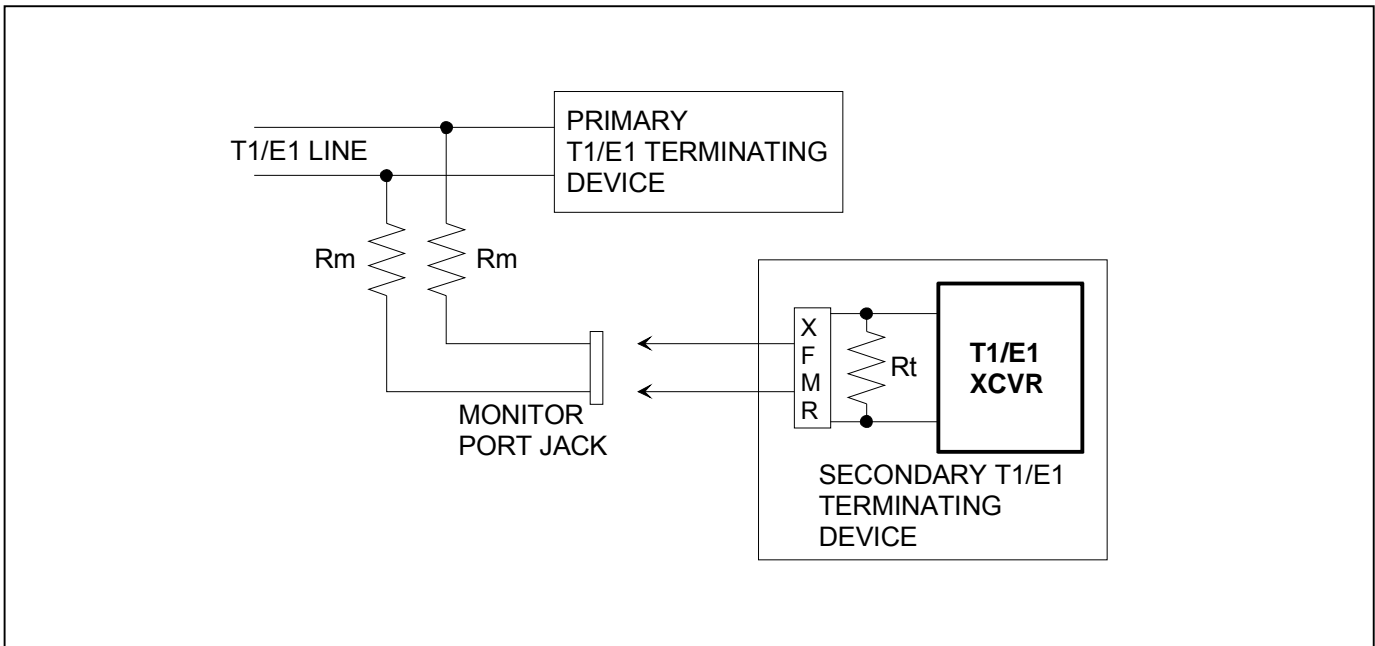 PRIMARY
T1/E1 TERMINATING
DEVICE
T1/E1 LINE
Rm
Rm
X
F
M
R
Rt
T1/E1
XCVR
MONITOR
PORT JACK
SECONDARY T1/E1
TERMINATING
DEVICE